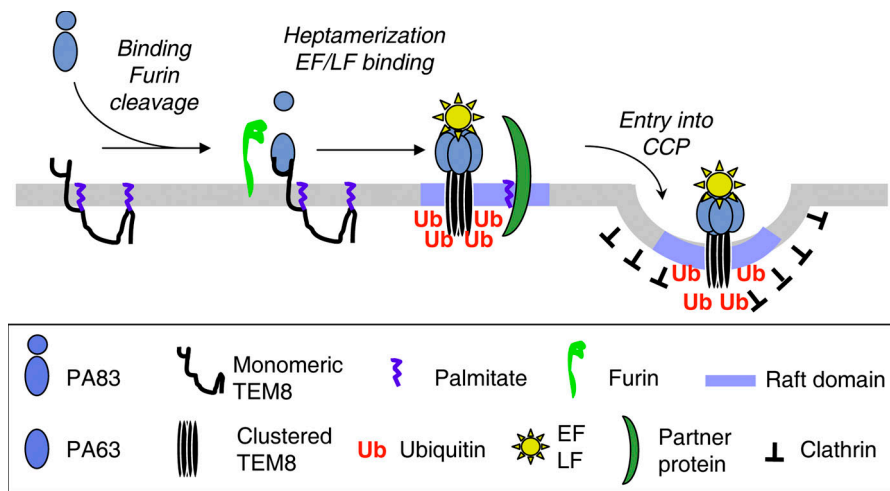 Binding
Furin
cleavage
Heptamerization
EF/LF binding
Entry into
CCP
Ub Ub
Ub Ub
Ub Ub
Ub Ub
PA83
Monomeric
TEM8
Palmitate
Furin
Raft domain
PA63
Clustered
TEM8
Ub Ubiquitin
EF
LF
Partner
protein
Clathrin